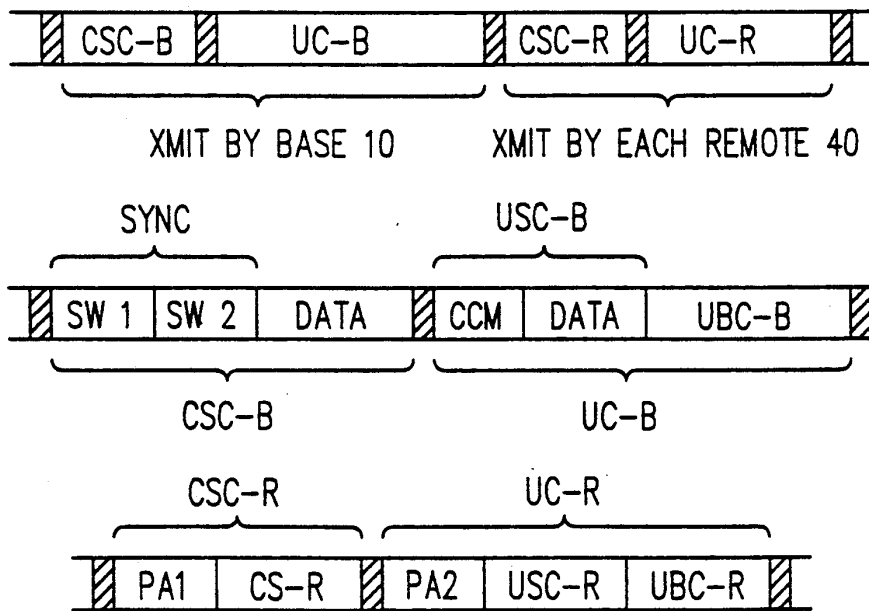 CSC-B UC-B CSC-R UC-R
XMIT BY BASE 10 XMIT BY EACH REMOTE 40
SYNC USC-B
SW 1 SW 2 DATA CCM DATA UBC-B
CSC-B UC-B
CSC-R UC-R
PA1 CS-R PA2 USC-R UBC-R